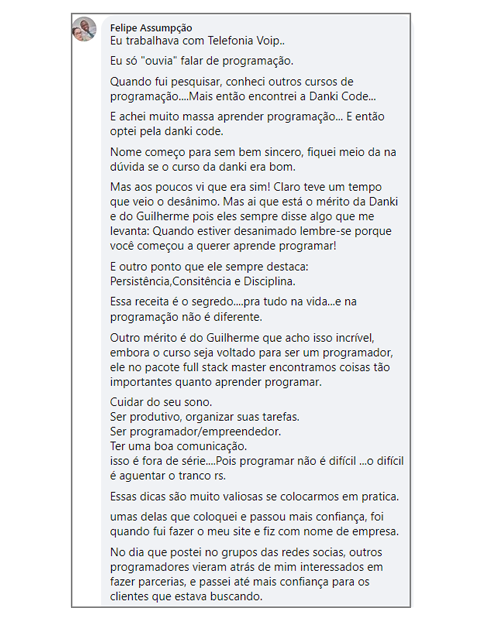 Felipe Assumpção
Eu trabalhava com Telefonia Voip..
Eu só "ouvia" falar de programação.
Quando fui pesquisar, conheci outros cursos de
programação....Mais então encontrei a Danki Code...
E achei muito massa aprender programação... E então
optei pela danki code.
Nome começo para sem bem sincero, fiquei meio da na
dúvida se o curso da danki era bom.
Mas aos poucos vi que era sim! Claro teve um tempo
que veio o desânimo. Mas ai que está o mérito da Danki
e do Guilherme pois eles sempre disse algo que me
levanta: Quando estiver desanimado lembre-se porque
você começou a querer aprende programar!
E outro ponto que ele sempre destaca:
Persistência,Consitência e Disciplina.
Essa receita é o segredo....pra tudo na vida...e na
programação não é diferente.
Outro mérito é do Guilherme que acho isso incrível,
embora o curso seja voltado para ser um programador,
ele no pacote full stack master encontramos coisas tão
importantes quanto aprender programar.
Cuidar do seu sono.
Ser produtivo, organizar suas tarefas.
Ser programador/empreendedor.
Ter uma boa comunicação.
isso é fora de série....Pois programar não é difícil ...o difícil
é aguentar o tranco rs.
Essas dicas são muito valiosas se colocarmos em pratica.
umas delas que coloquei e passou mais confiança, foi
quando fui fazer o meu site e fiz com nome de empresa.
No dia que postei no grupos das redes socias, outros
programadores vieram atrás de mim interessados em
fazer parcerias, e passei até mais confiança para os
clientes que estava buscando.